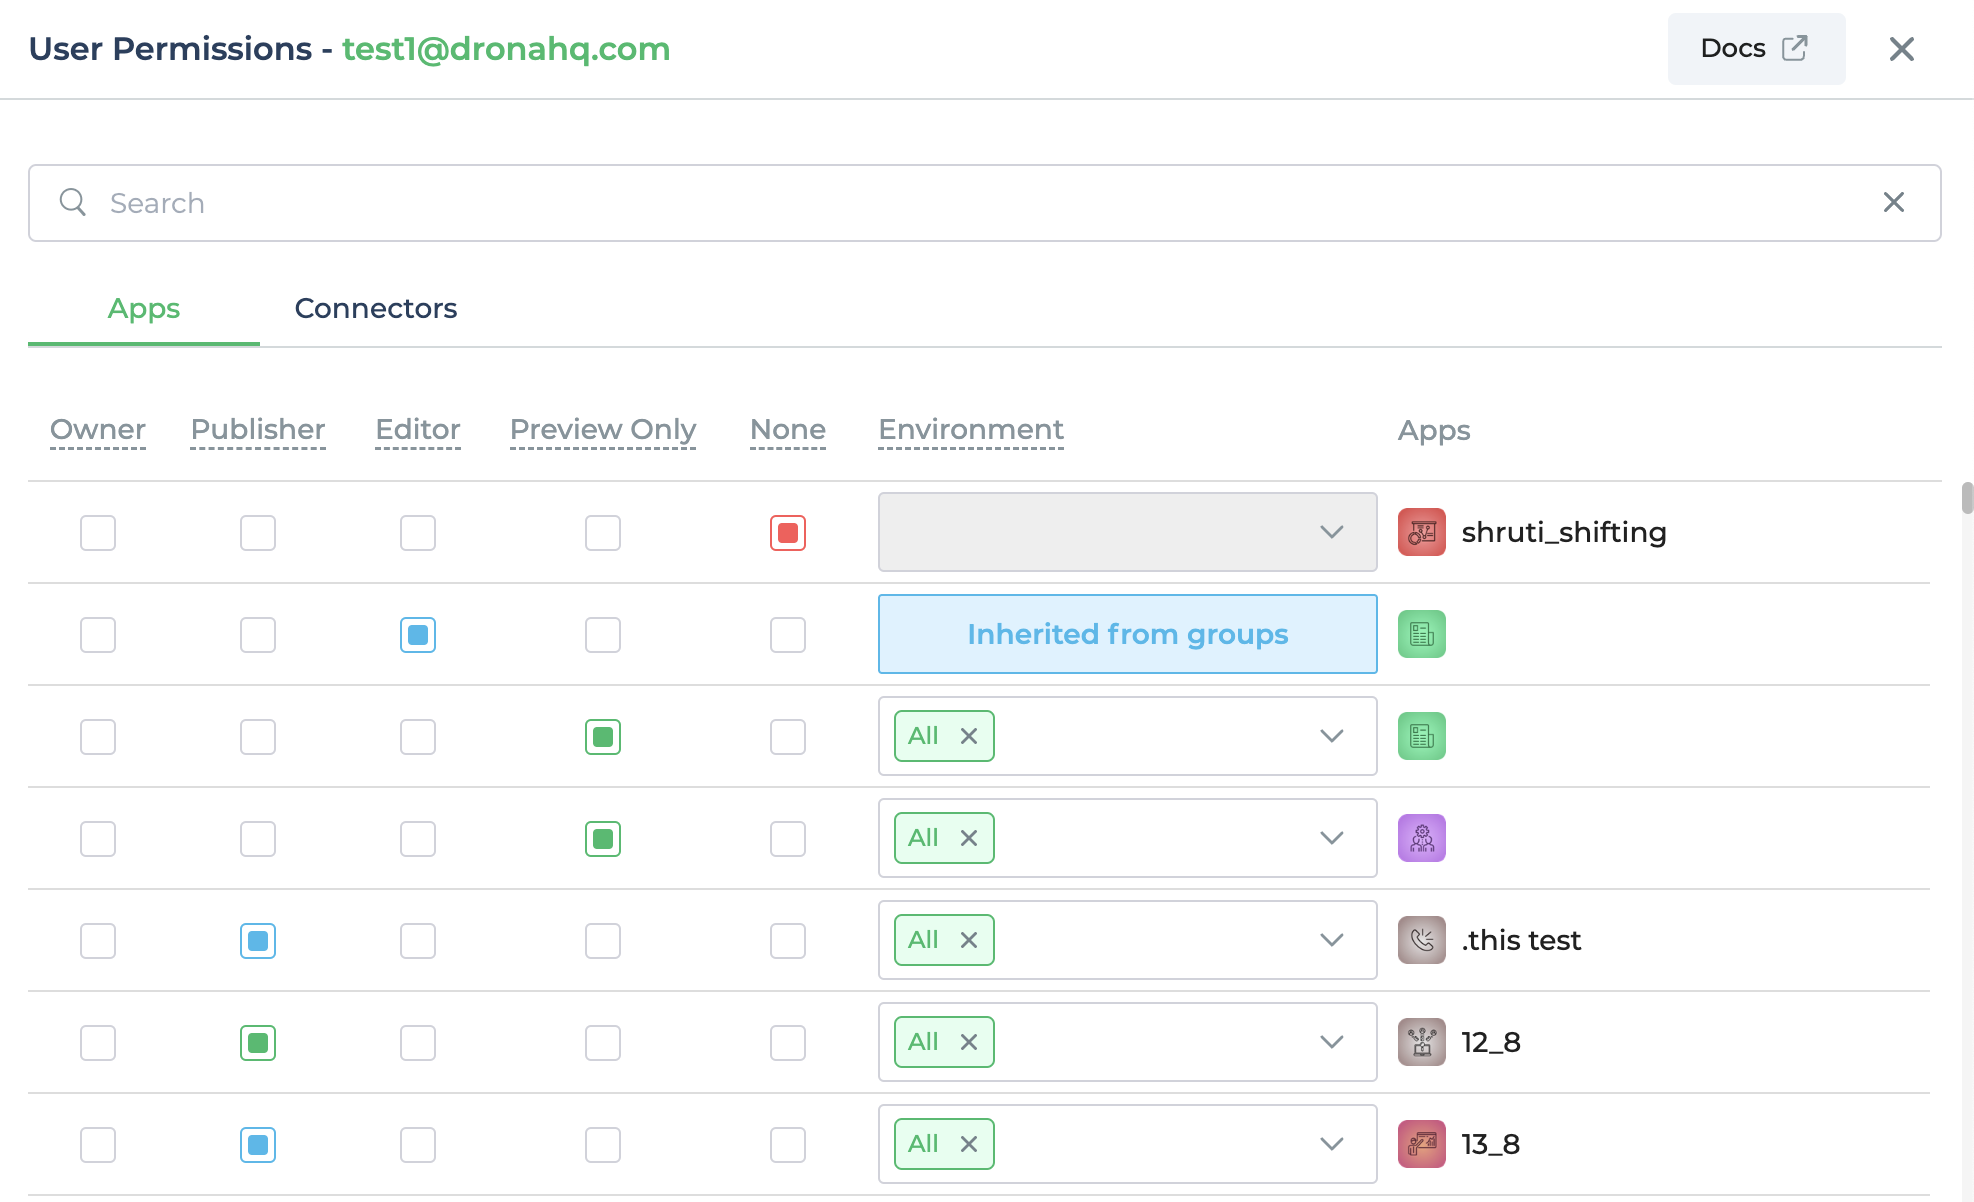 User Permissions - test1@dronahq.com
Docs
Search
Apps Connectors
Owner Publisher Editor Preview Only None Environment Apps
shruti_shifting
Inherited from groups
All
All
All .this test
All 12_8
All 13_8